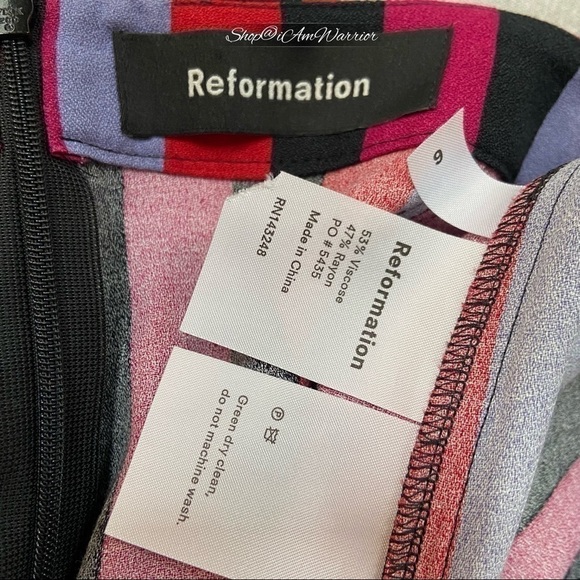 Shop@iAmWarrior
Reformation
6
Reformation
53% Viscose
47% Rayon
PO # 5435
Made in China
RN143248
P
Green dry clean,
do not machine wash.